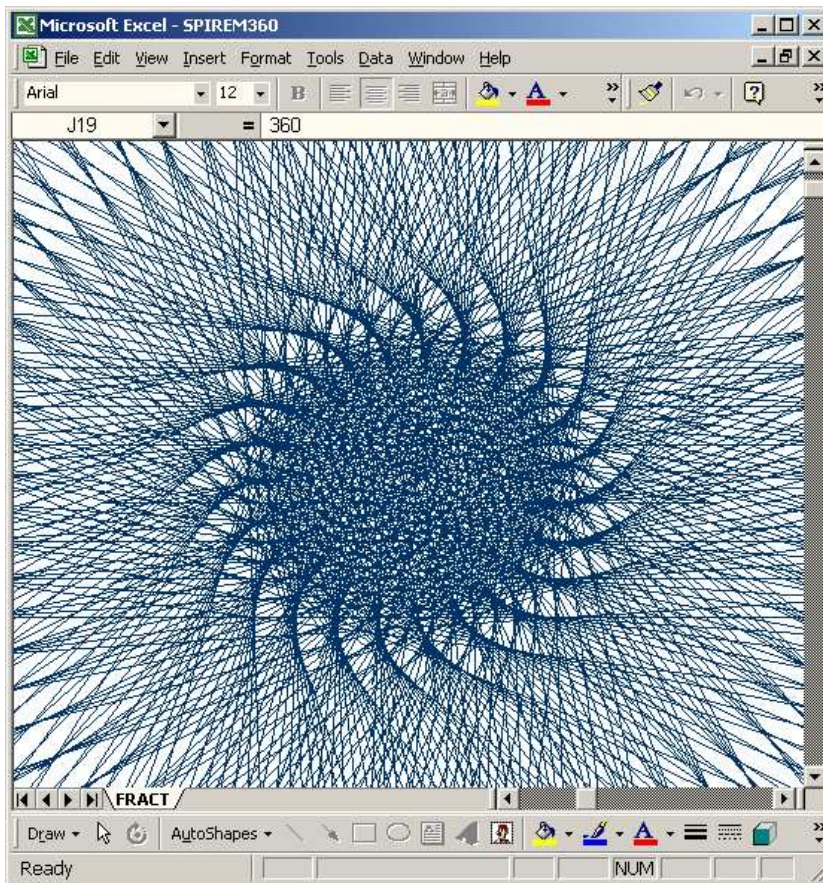 Microsoft Excel - SPIREM360
File Edit View Insert Format Tools Data Window Help
Arial 12 B A
J19 = 360
FRACT
Draw AutoShapes A
Ready NUM